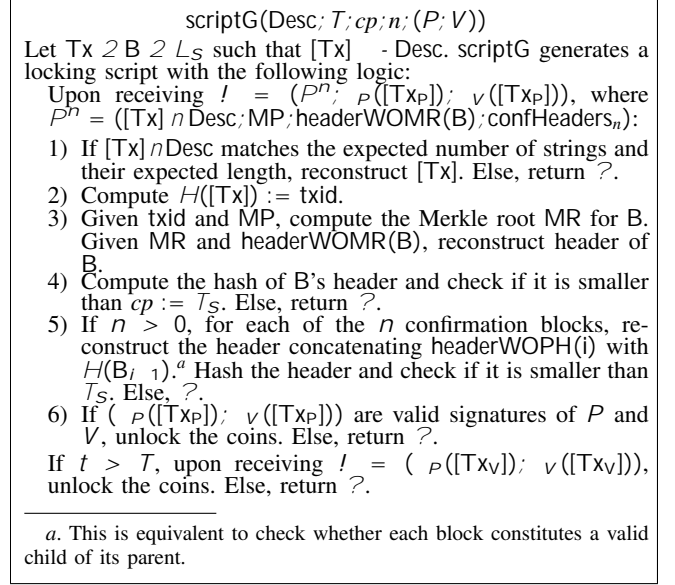 scriptG(Desc; T; cp; n; (P; V))
Let Tx 2 B 2 LS such that [Tx] - Desc. scriptG generates a
locking script with the following logic:
Upon receiving ! = (Pn; P([TxP]); V([TxP])), where
Pn = ([Tx] n Desc; MP; headerWOMR(B); confHeadersn):
1) If [Tx] n Desc matches the expected number of strings and
their expected length, reconstruct [Tx]. Else, return ?.
2) Compute H([Tx]) := txid.
3) Given txid and MP, compute the Merkle root MR for B.
Given MR and headerWOMR(B), reconstruct header of
B.
4) Compute the hash of B's header and check if it is smaller
than cp := TS. Else, return ?.
5) If n > 0, for each of the n confirmation blocks, re-
construct the header concatenating headerWOPH(i) with
H(Bi 1).a Hash the header and check if it is smaller than
TS. Else, ?.
6) If ( P([TxP]); V([TxP])) are valid signatures of P and
V, unlock the coins. Else, return ?.
If t > T, upon receiving ! = ( P([TxV]); V([TxV])),
unlock the coins. Else, return ?.
a. This is equivalent to check whether each block constitutes a valid
child of its parent.